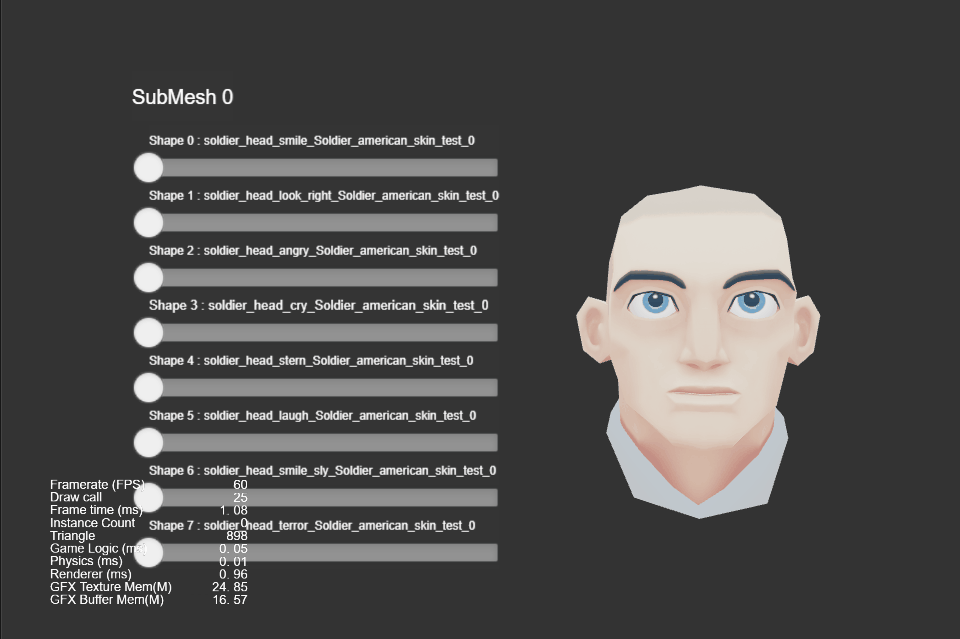 SubMesh 0
Shape 0 : soldier_head_smile_Soldier_american_skin_test_0
Shape 1 : soldier_head_look_right_Soldier_american_skin_test_0
Shape 2 : soldier_head_angry_Soldier_american_skin_test_0
Shape 3 : soldier_head_cry_Soldier_american_skin_test_0
Shape 4 : soldier_head_stern_Soldier_american_skin_test_0
Shape 5 : soldier_head_laugh_Soldier_american_skin_test_0
Shape 6 : soldier_head_smile_sly_Soldier_american_skin_test_0
Shape 7 : soldier_head_terror_Soldier_american_skin_test_0
Framerate (FPS) 60
Draw call 25
Frame time (ms) 1. 08
Instance Count 0
Triangle 898
Game Logic (ms) 0. 05
Physics (ms) 0. 01
Renderer (ms) 0. 96
GFX Texture Mem(M) 24. 85
GFX Buffer Mem(M) 16. 57